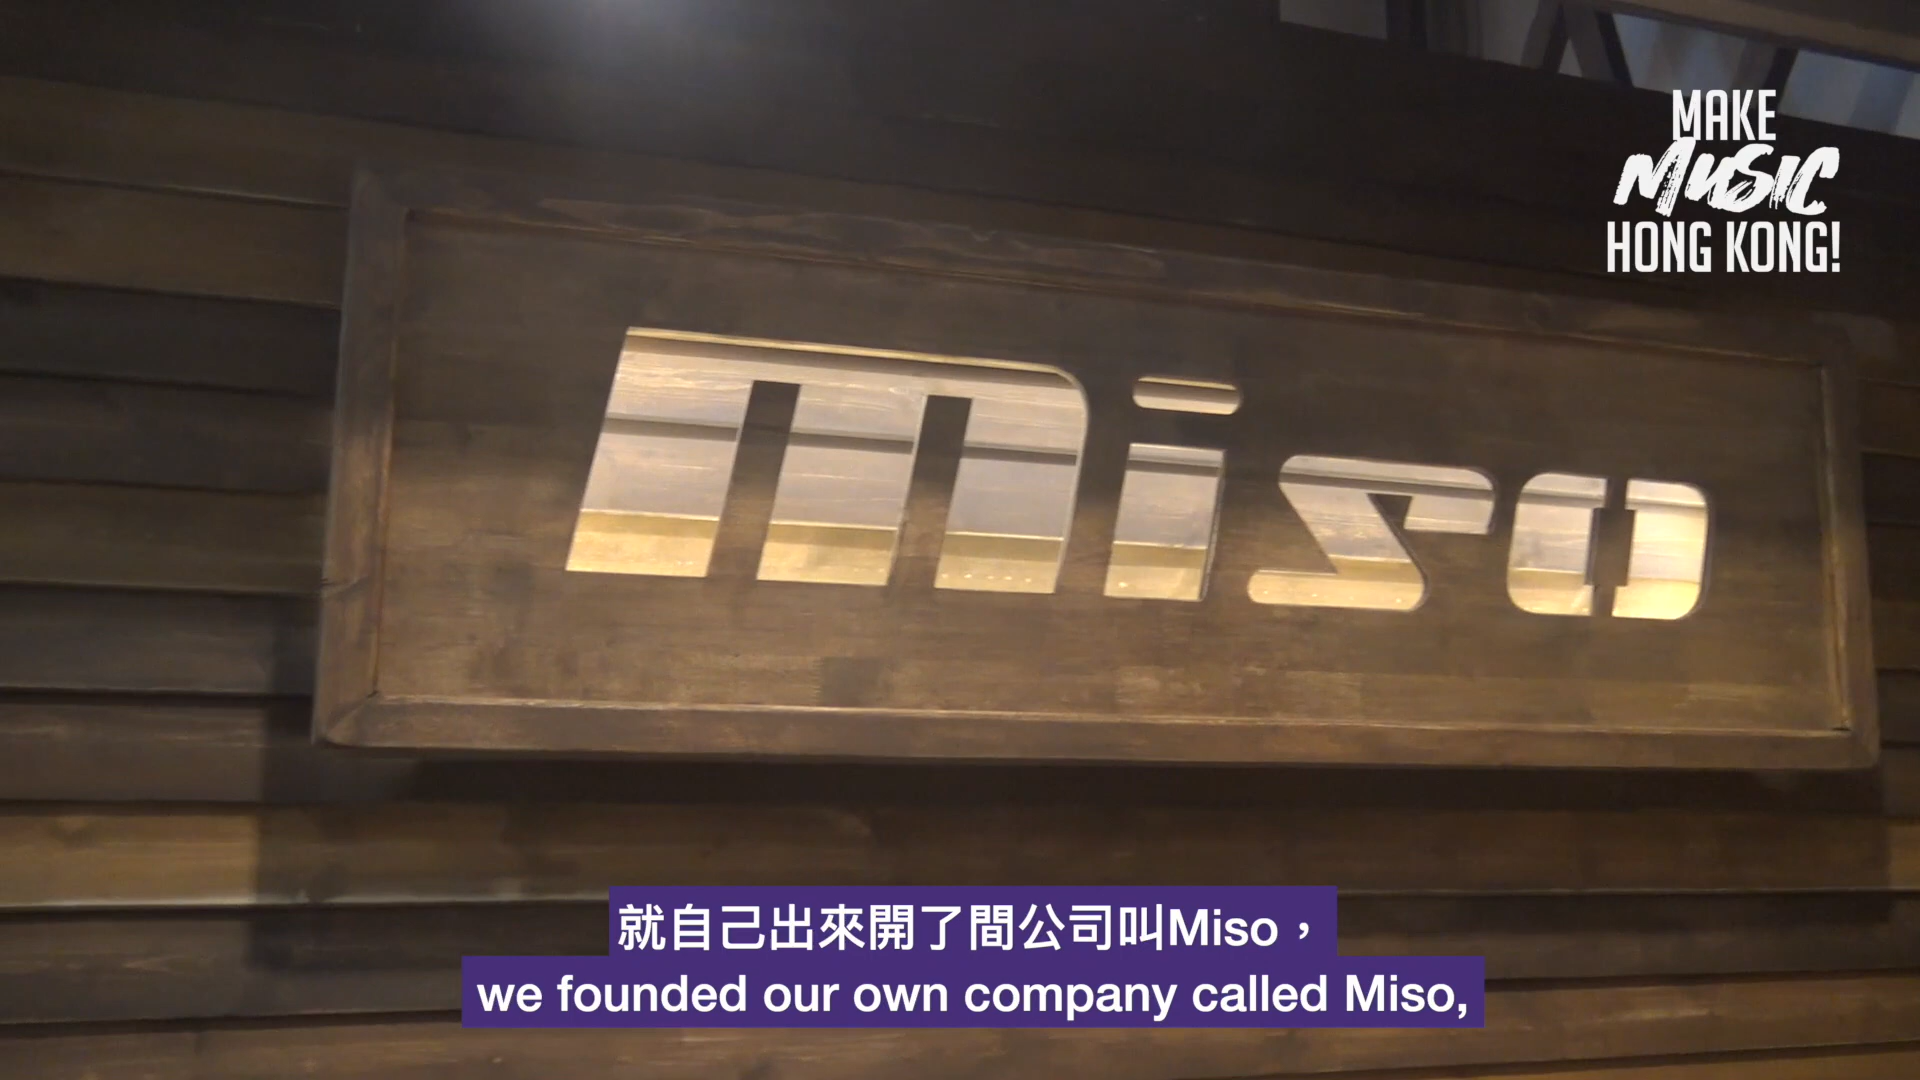 MAKE
MUSIC
HONG KONG!
miso
就自己出來開了間公司叫Miso，
we founded our own company called Miso,